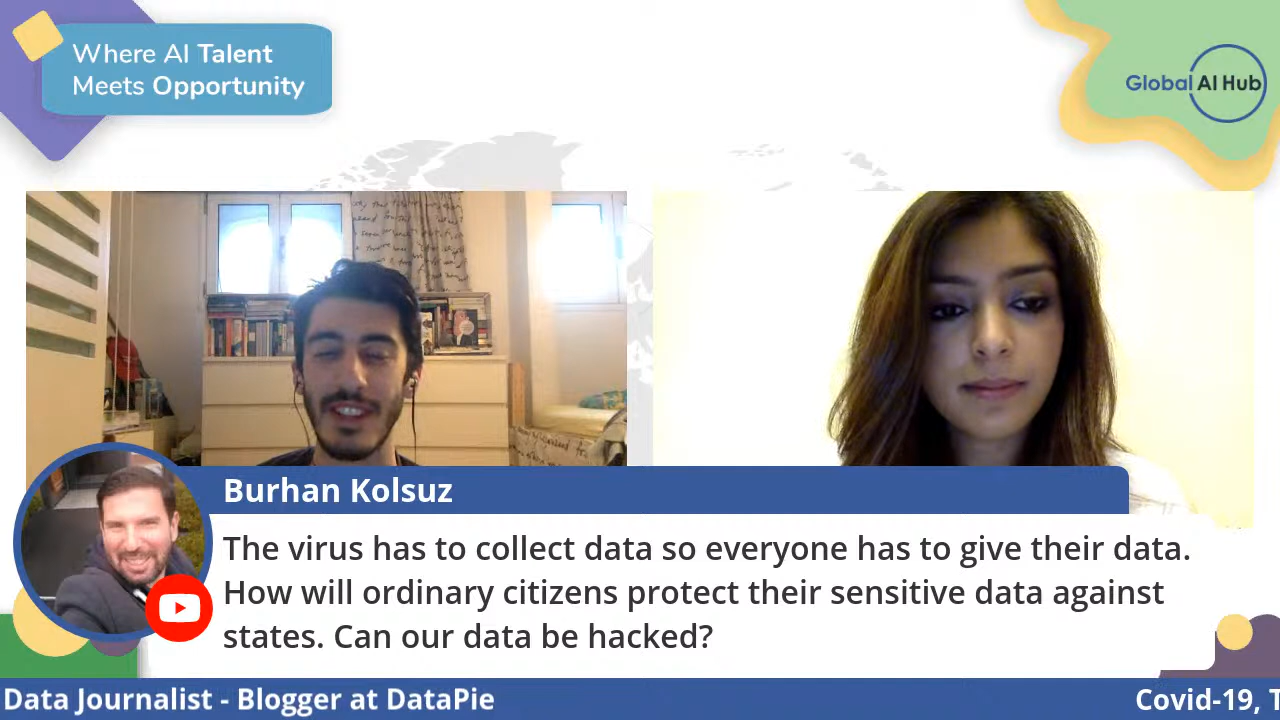 Where AI Talent
Meets Opportunity
Global AI Hub
Burhan Kolsuz
The virus has to collect data so everyone has to give their data.
How will ordinary citizens protect their sensitive data against
states. Can our data be hacked?
Data Journalist - Blogger at DataPie
Covid-19,